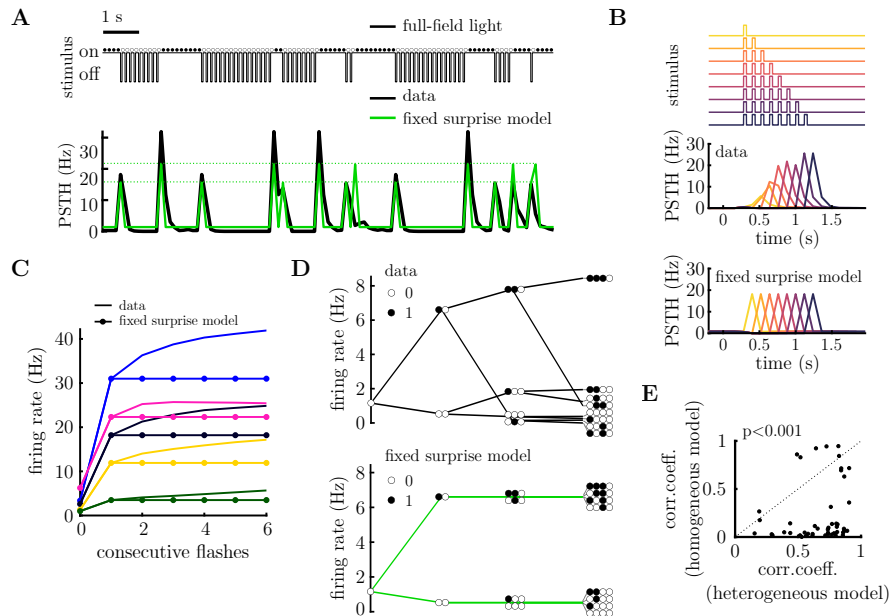 A
1 s
full-field light
stimulus
on
off
data
fixed surprise model
PSTH (Hz)
30
20
10
0
B
stimulus
data
PSTH (Hz)
20
10
0
0 0.5 1 1.5
time (s)
fixed surprise model
PSTH (Hz)
30
20
10
0
0 0.5 1 1.5
time (s)
C
data
fixed surprise model
firing rate (Hz)
40
30
20
10
0
0 2 4 6
consecutive flashes
D
data
0
1
firing rate (Hz)
8
6
4
2
0
fixed surprise model
0
1
firing rate (Hz)
8
6
4
2
0
E
p<0.001
corr.coeff.
(homogeneous model)
1
0.5
0
0 0.5 1
corr.coeff.
(heterogeneous model)